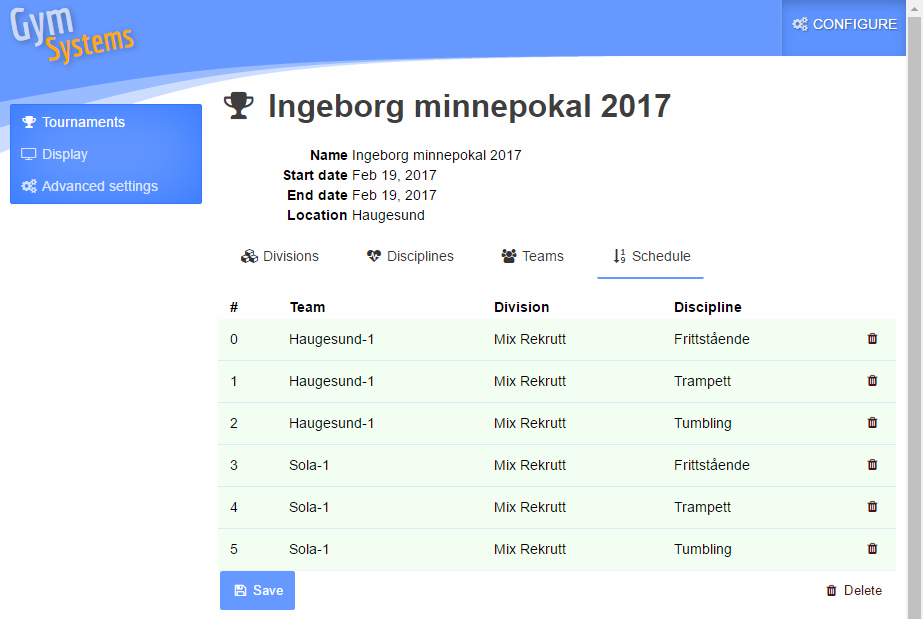 Gym
Systems
CONFIGURE
Tournaments
Display
Advanced settings
Ingeborg minnepokal 2017
Name Ingeborg minnepokal 2017
Start date Feb 19, 2017
End date Feb 19, 2017
Location Haugesund
Divisions Disciplines Teams Schedule
# Team Division Discipline
0 Haugesund-1 Mix Rekrutt Frittstående
1 Haugesund-1 Mix Rekrutt Trampett
2 Haugesund-1 Mix Rekrutt Tumbling
3 Sola-1 Mix Rekrutt Frittstående
4 Sola-1 Mix Rekrutt Trampett
5 Sola-1 Mix Rekrutt Tumbling
Save Delete